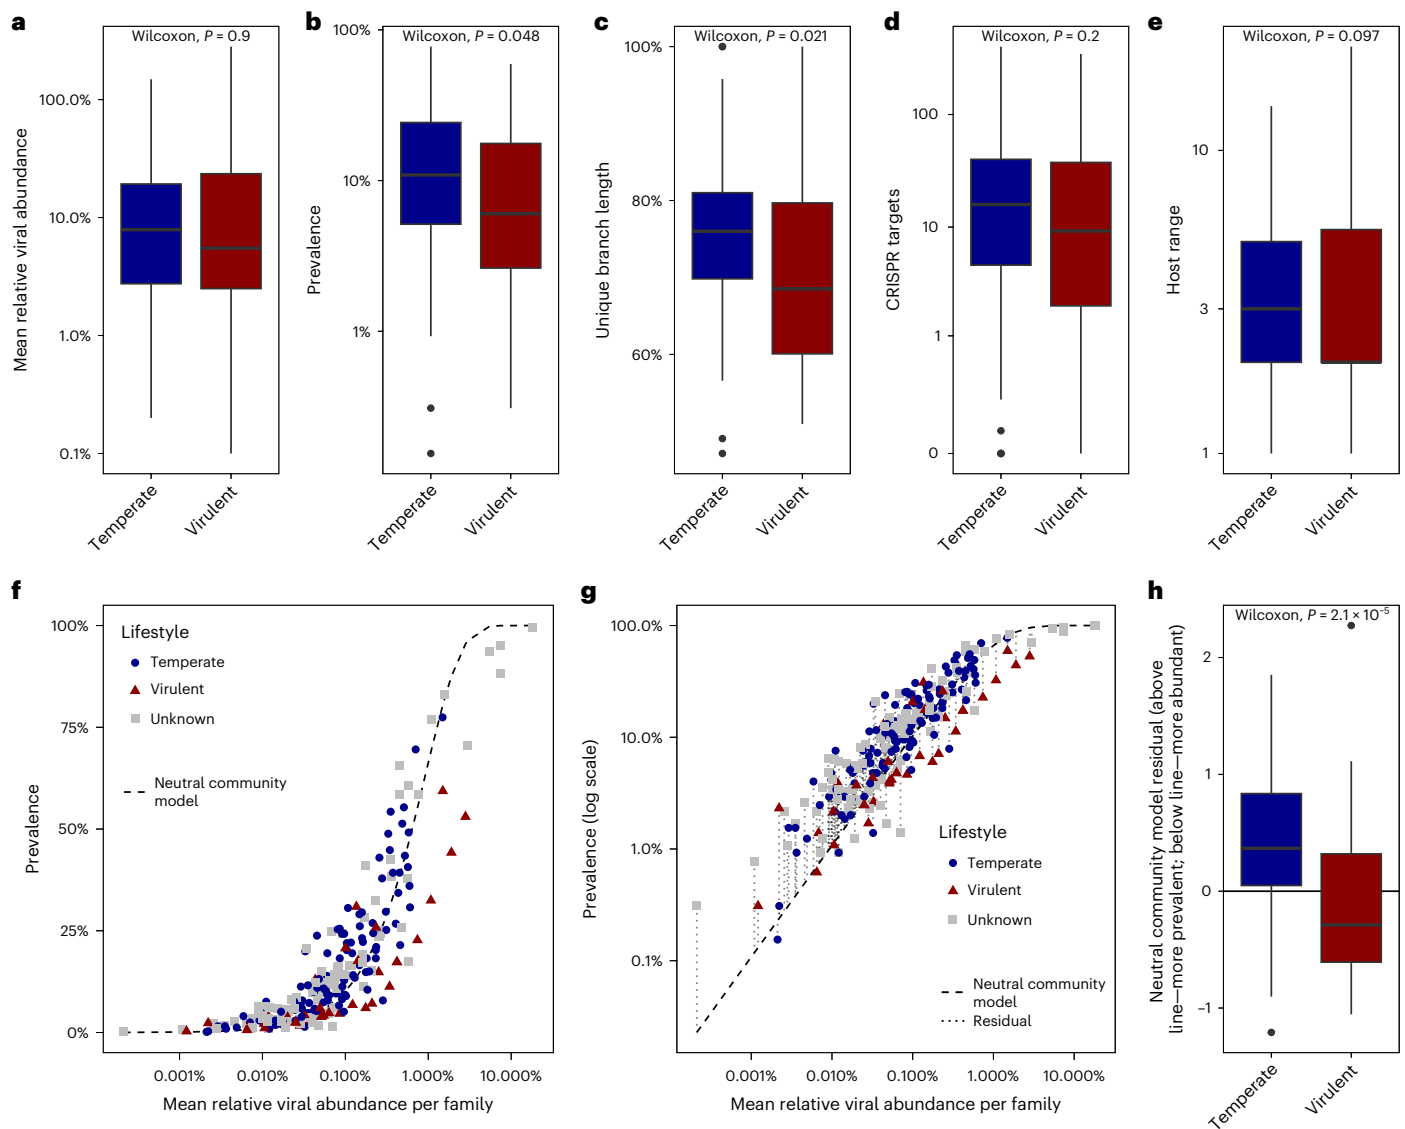 a
Wilcoxon, P = 0.9
Mean relative viral abundance
100.0%
10.0%
1.0%
0.1%
Temperate
Virulent
b
Wilcoxon, P = 0.048
Prevalence
100%
10%
1%
Temperate
Virulent
c
Wilcoxon, P = 0.021
Unique branch length
100%
80%
60%
Temperate
Virulent
d
Wilcoxon, P = 0.2
CRISPR targets
100
10
1
0
Temperate
Virulent
e
Wilcoxon, P = 0.097
Host range
10
3
1
Temperate
Virulent
f
Prevalence
100%
75%
50%
25%
0%
Lifestyle
Temperate
Virulent
Unknown
Neutral community
model
0.001%
0.010%
0.100%
1.000%
10.000%
Mean relative viral abundance per family
g
Prevalence (log scale)
100.0%
10.0%
1.0%
0.1%
Lifestyle
Temperate
Virulent
Unknown
Neutral community
model
Residual
0.001%
0.010%
0.100%
1.000%
10.000%
Mean relative viral abundance per family
h
Wilcoxon, P = 2.1 × 10⁻⁵
Neutral community model residual (above
line—more prevalent; below line—more abundant)
2
1
0
−1
Temperate
Virulent